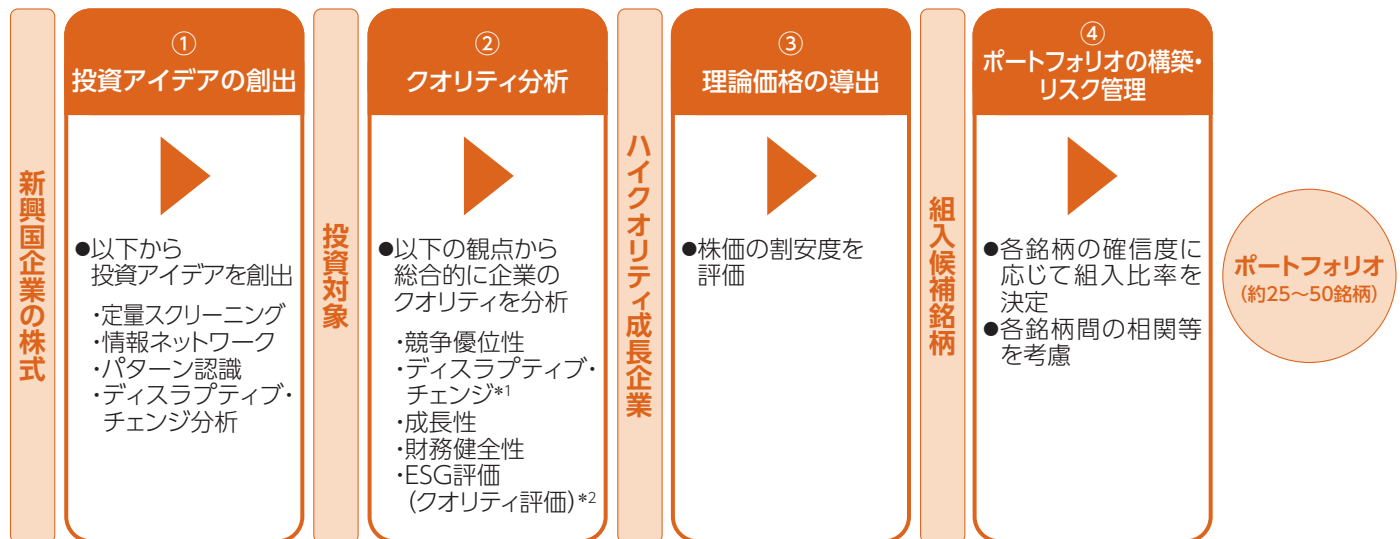 新興国企業の株式
①
投資アイデアの創出
●以下から
投資アイデアを創出
・定量スクリーニング
・情報ネットワーク
・パターン認識
・ディスラプティブ・
チェンジ分析
投資対象
②
クオリティ分析
●以下の観点から
総合的に企業の
クオリティを分析
・競争優位性
・ディスラプティブ・
チェンジ*1
・成長性
・財務健全性
・ESG評価
(クオリティ評価)*2
ハイクオリティ成長企業
③
理論価格の導出
●株価の割安度を
評価
組入候補銘柄
④
ポートフォリオの構築・
リスク管理
●各銘柄の確信度に
応じて組入比率を
決定
●各銘柄間の相関等
を考慮
ポートフォリオ
(約25～50銘柄)